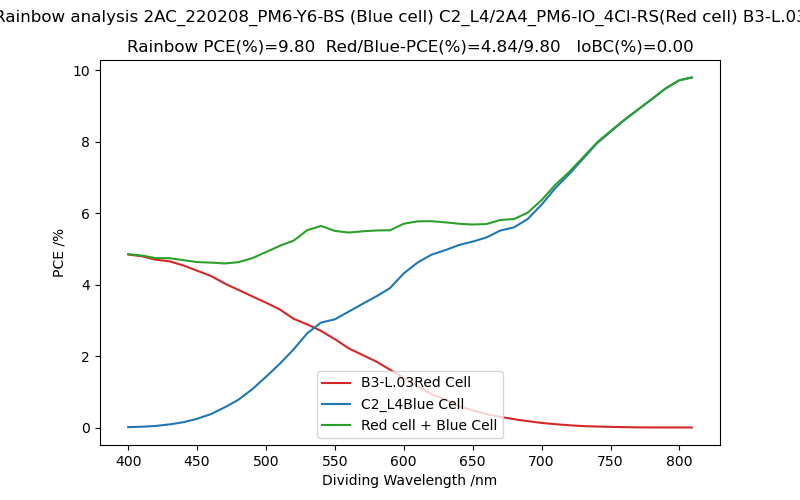 Rainbow analysis 2AC_220208_PM6-Y6-BS (Blue cell) C2_L4/2A4_PM6-IO_4Cl-RS(Red cell) B3-L.03
Rainbow PCE(%)=9.80 Red/Blue-PCE(%)=4.84/9.80 IoBC(%)=0.00
10
8
6
4
2
0
PCE /%
B3-L.03Red Cell
C2_L4Blue Cell
Red cell + Blue Cell
400 450 500 550 600 650 700 750 800
Dividing Wavelength /nm